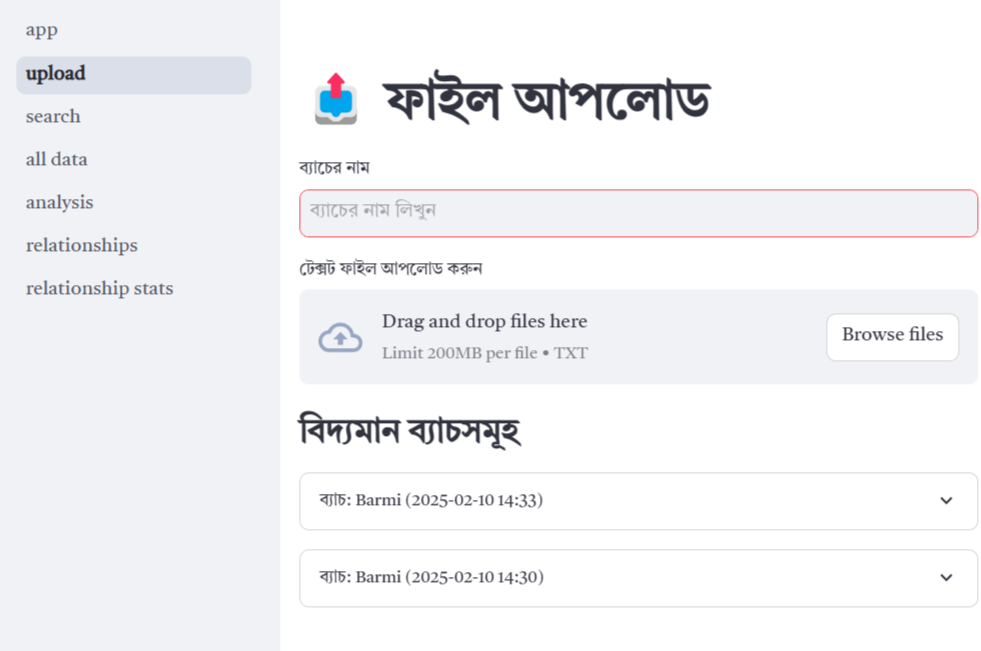 app
upload
search
all data
analysis
relationships
relationship stats
ফাইল আপলোড
ব্যাচের নাম
ব্যাচের নাম লিখুন
টেক্সট ফাইল আপলোড করুন
Drag and drop files here
Limit 200MB per file • TXT
Browse files
বিদ্যমান ব্যাচসমূহ
ব্যাচ: Barmi (2025-02-10 14:33)
ব্যাচ: Barmi (2025-02-10 14:30)